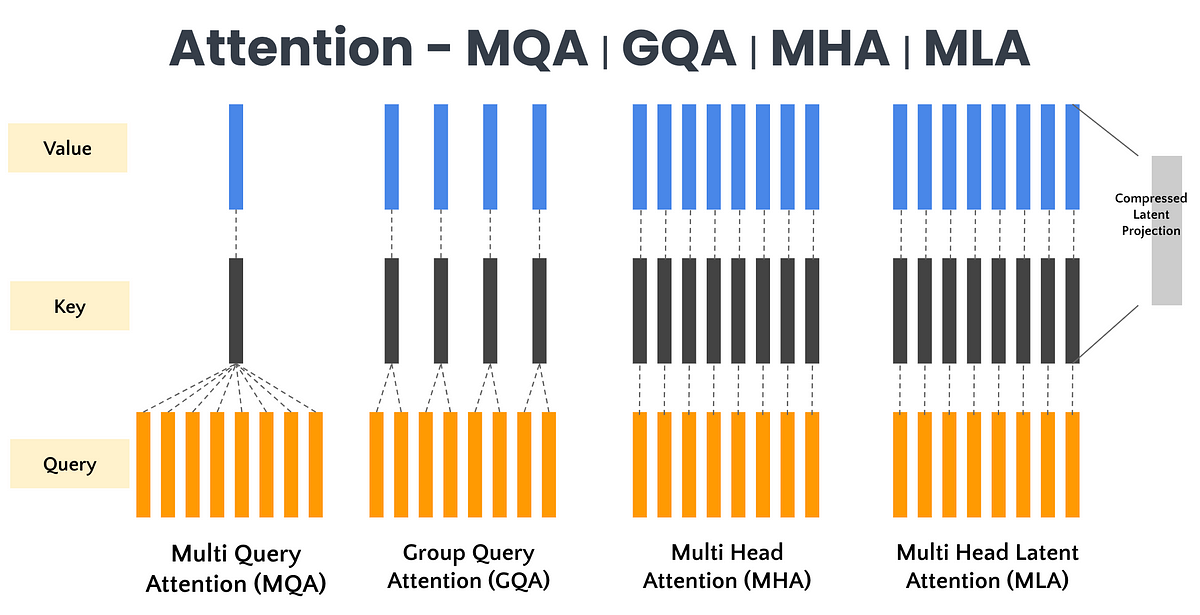 Attention - MQA | GQA | MHA | MLA
Value
Compressed
Latent
Projection
Key
Query
Multi Query
Attention (MQA)
Group Query
Attention (GQA)
Multi Head
Attention (MHA)
Multi Head Latent
Attention (MLA)